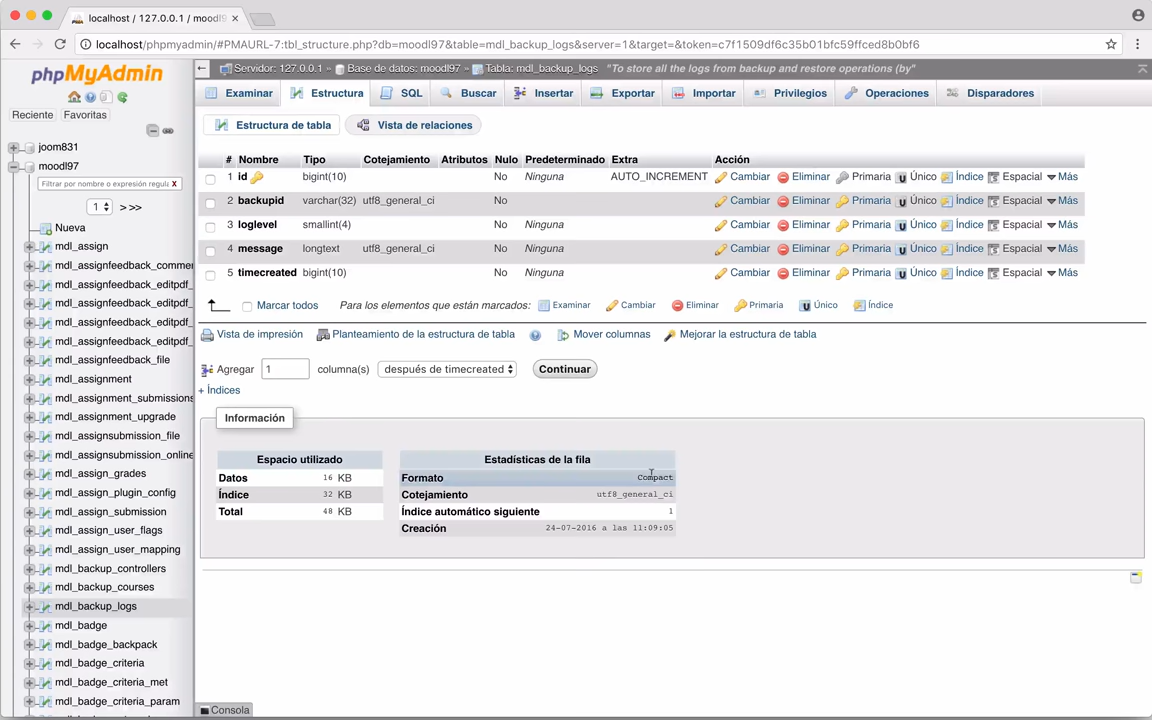 localhost / 127.0.0.1 / moodl9
localhost/phpmyadmin/#PMAURL-7:tbl_structure.php?db=moodl97&table=mdl_backup_logs&server=1&target=&token=c7f1509df6c35b01bfc59ffced8b0bf6
phpMyAdmin
Reciente Favoritas
joom831
moodl97
Filtrar por nombre o expresión regula X
1 >>>
Nueva
mdl_assign
mdl_assignfeedback_comme
mdl_assignfeedback_editpdf_
mdl_assignfeedback_editpdf_
mdl_assignfeedback_editpdf_
mdl_assignfeedback_editpdf_
mdl_assignfeedback_file
mdl_assignment
mdl_assignment_submissions
mdl_assignment_upgrade
mdl_assignsubmission_file
mdl_assignsubmission_online
mdl_assign_grades
mdl_assign_plugin_config
mdl_assign_submission
mdl_assign_user_flags
mdl_assign_user_mapping
mdl_backup_controllers
mdl_backup_courses
mdl_backup_logs
mdl_badge
mdl_badge_backpack
mdl_badge_criteria
mdl_badge_criteria_met
mdl_badge_criteria_param
Servidor: 127.0.0.1 » Base de datos: moodl97 » Tabla: mdl_backup_logs "To store all the logs from backup and restore operations (by"
Examinar Estructura SQL Buscar Insertar Exportar Importar Privilegios Operaciones Disparadores
Estructura de tabla Vista de relaciones
# Nombre Tipo Cotejamiento Atributos Nulo Predeterminado Extra Acción
1 id bigint(10) No Ninguna AUTO_INCREMENT Cambiar Eliminar Primaria Único Índice Espacial Más
2 backupid varchar(32) utf8_general_ci No Cambiar Eliminar Primaria Único Índice Espacial Más
3 loglevel smallint(4) No Ninguna Cambiar Eliminar Primaria Único Índice Espacial Más
4 message longtext utf8_general_ci No Ninguna Cambiar Eliminar Primaria Único Índice Espacial Más
5 timecreated bigint(10) No Ninguna Cambiar Eliminar Primaria Único Índice Espacial Más
Marcar todos Para los elementos que están marcados: Examinar Cambiar Eliminar Primaria Único Índice
Vista de impresión Planteamiento de la estructura de tabla Mover columnas Mejorar la estructura de tabla
Agregar 1 columna(s) después de timecreated Continuar
+ Índices
Información
Espacio utilizado
Datos 16 KB
Índice 32 KB
Total 48 KB
Estadísticas de la fila
Formato Compact
Cotejamiento utf8_general_ci
Índice automático siguiente 1
Creación 24-07-2016 a las 11:09:05
Consola